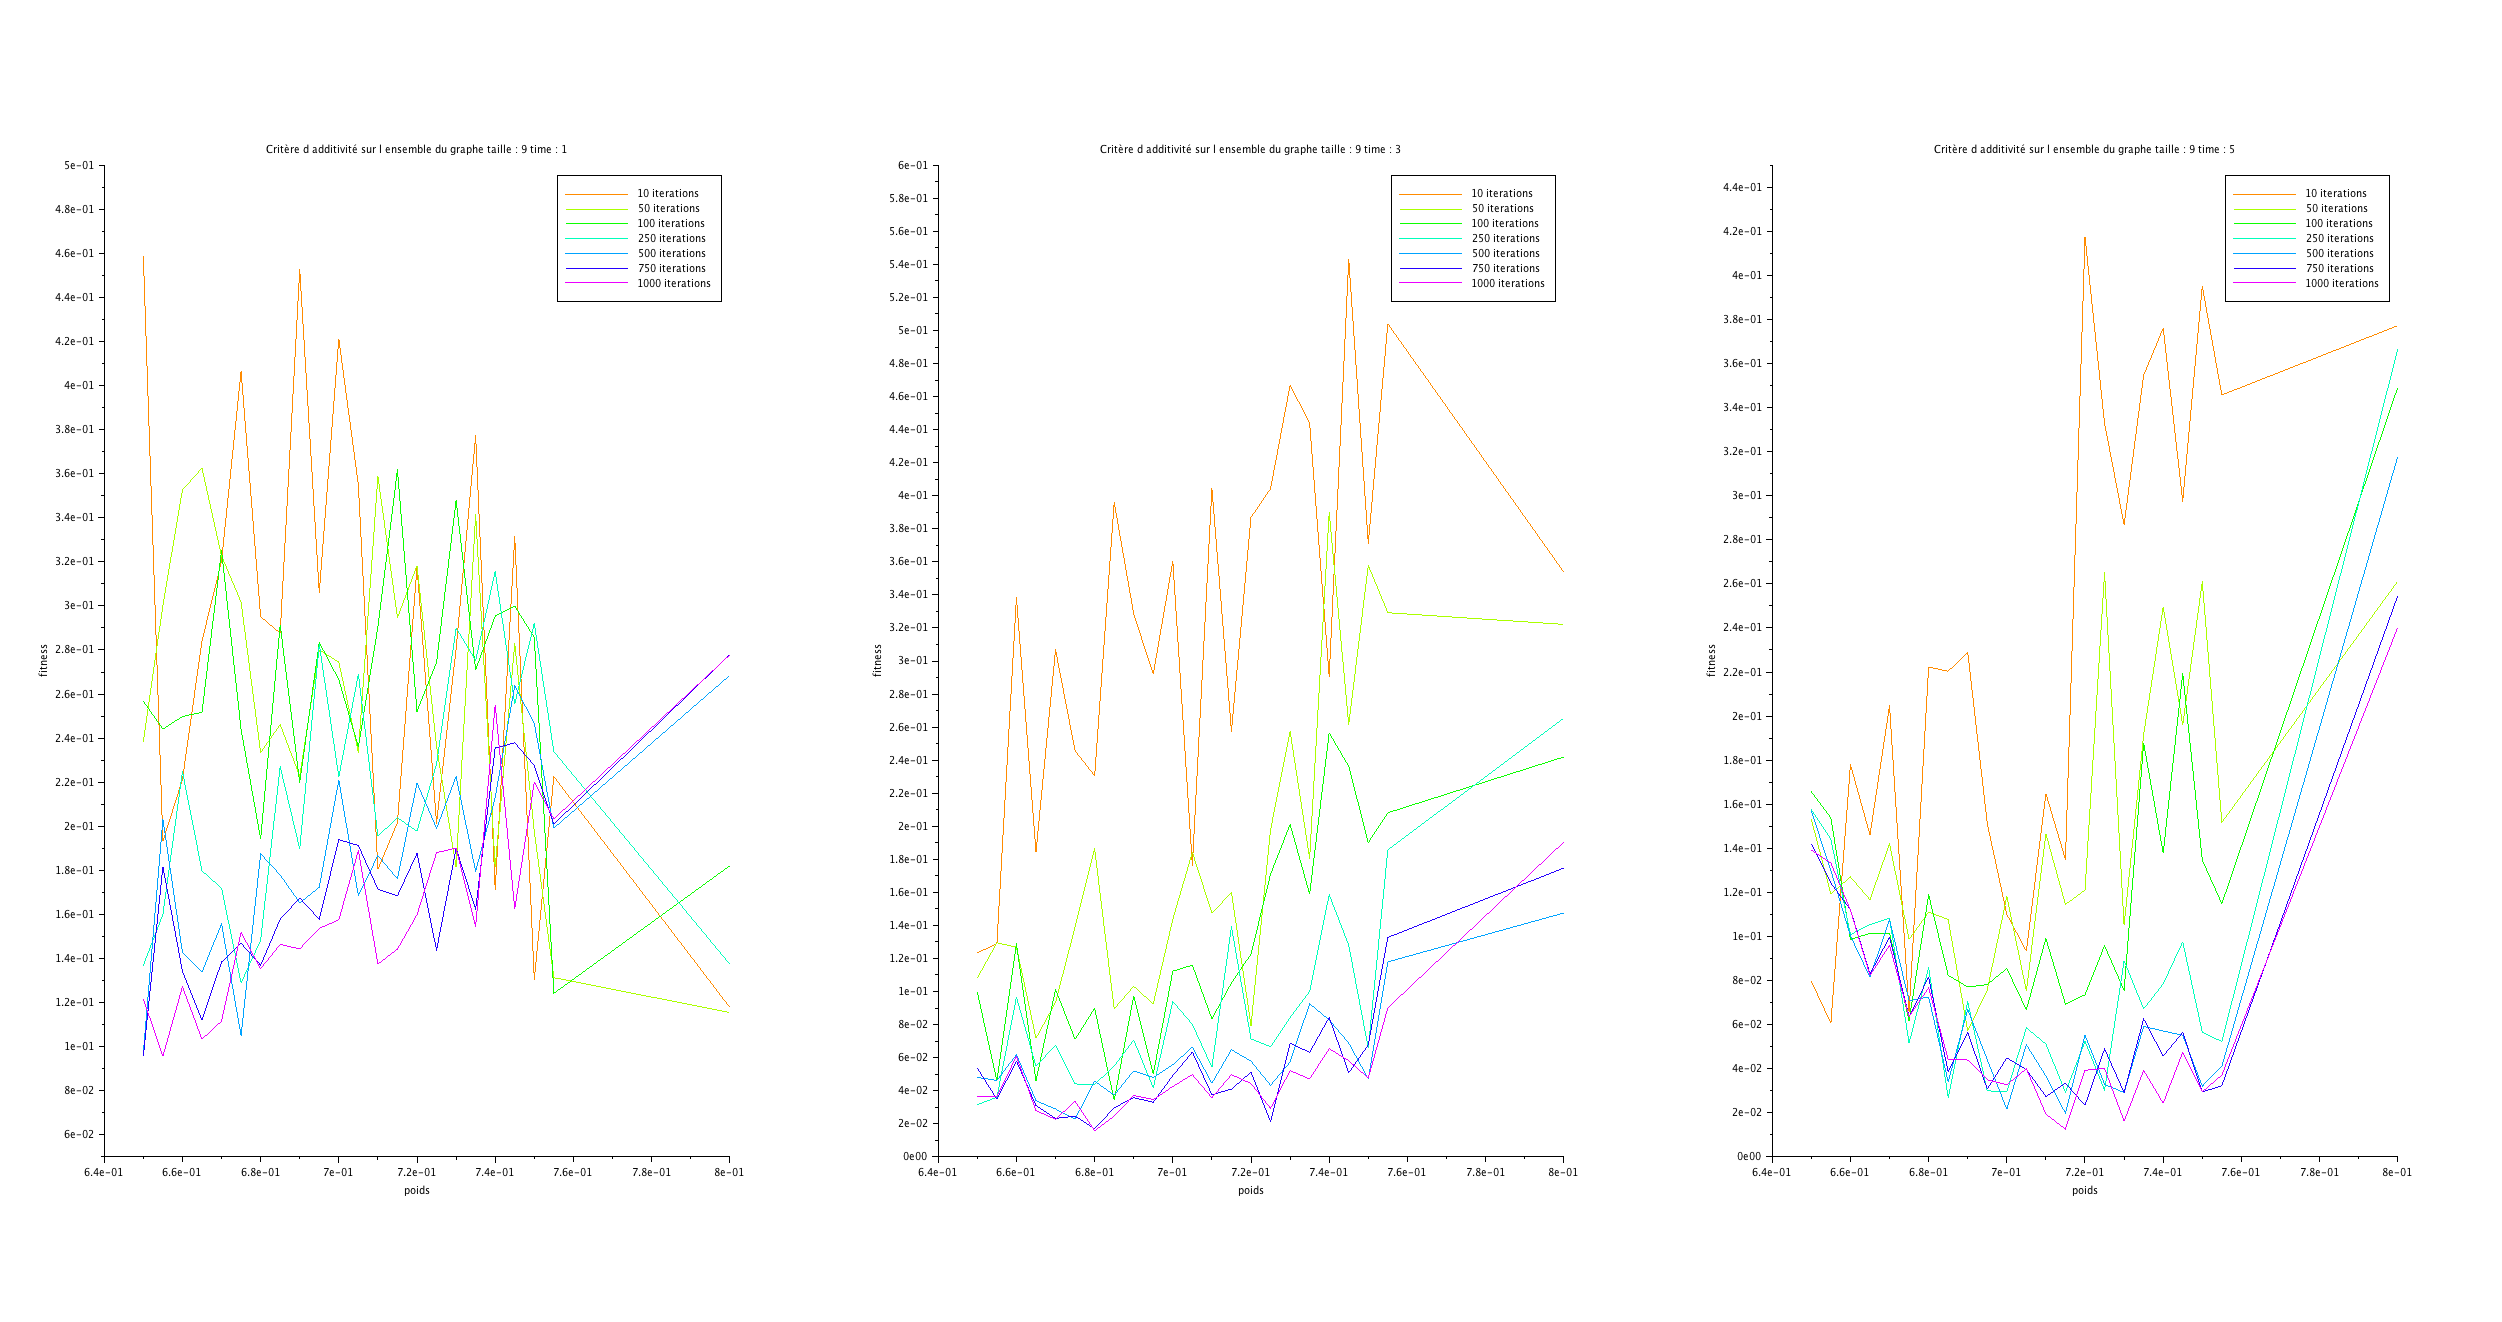 Critère d additivité sur l ensemble du graphe taille : 9 time : 1
5e-01
4.8e-01
4.6e-01
4.4e-01
4.2e-01
4e-01
3.8e-01
3.6e-01
3.4e-01
3.2e-01
3e-01
2.8e-01
2.6e-01
2.4e-01
2.2e-01
2e-01
1.8e-01
1.6e-01
1.4e-01
1.2e-01
1e-01
8e-02
6e-02
fitness
10 iterations
50 iterations
100 iterations
250 iterations
500 iterations
750 iterations
1000 iterations
6.4e-01 6.6e-01 6.8e-01 7e-01 7.2e-01 7.4e-01 7.6e-01 7.8e-01 8e-01
poids
Critère d additivité sur l ensemble du graphe taille : 9 time : 3
6e-01
5.8e-01
5.6e-01
5.4e-01
5.2e-01
5e-01
4.8e-01
4.6e-01
4.4e-01
4.2e-01
4e-01
3.8e-01
3.6e-01
3.4e-01
3.2e-01
3e-01
2.8e-01
2.6e-01
2.4e-01
2.2e-01
2e-01
1.8e-01
1.6e-01
1.4e-01
1.2e-01
1e-01
8e-02
6e-02
4e-02
2e-02
0e00
fitness
10 iterations
50 iterations
100 iterations
250 iterations
500 iterations
750 iterations
1000 iterations
6.4e-01 6.6e-01 6.8e-01 7e-01 7.2e-01 7.4e-01 7.6e-01 7.8e-01 8e-01
poids
Critère d additivité sur l ensemble du graphe taille : 9 time : 5
4.4e-01
4.2e-01
4e-01
3.8e-01
3.6e-01
3.4e-01
3.2e-01
3e-01
2.8e-01
2.6e-01
2.4e-01
2.2e-01
2e-01
1.8e-01
1.6e-01
1.4e-01
1.2e-01
1e-01
8e-02
6e-02
4e-02
2e-02
0e00
fitness
10 iterations
50 iterations
100 iterations
250 iterations
500 iterations
750 iterations
1000 iterations
6.4e-01 6.6e-01 6.8e-01 7e-01 7.2e-01 7.4e-01 7.6e-01 7.8e-01 8e-01
poids